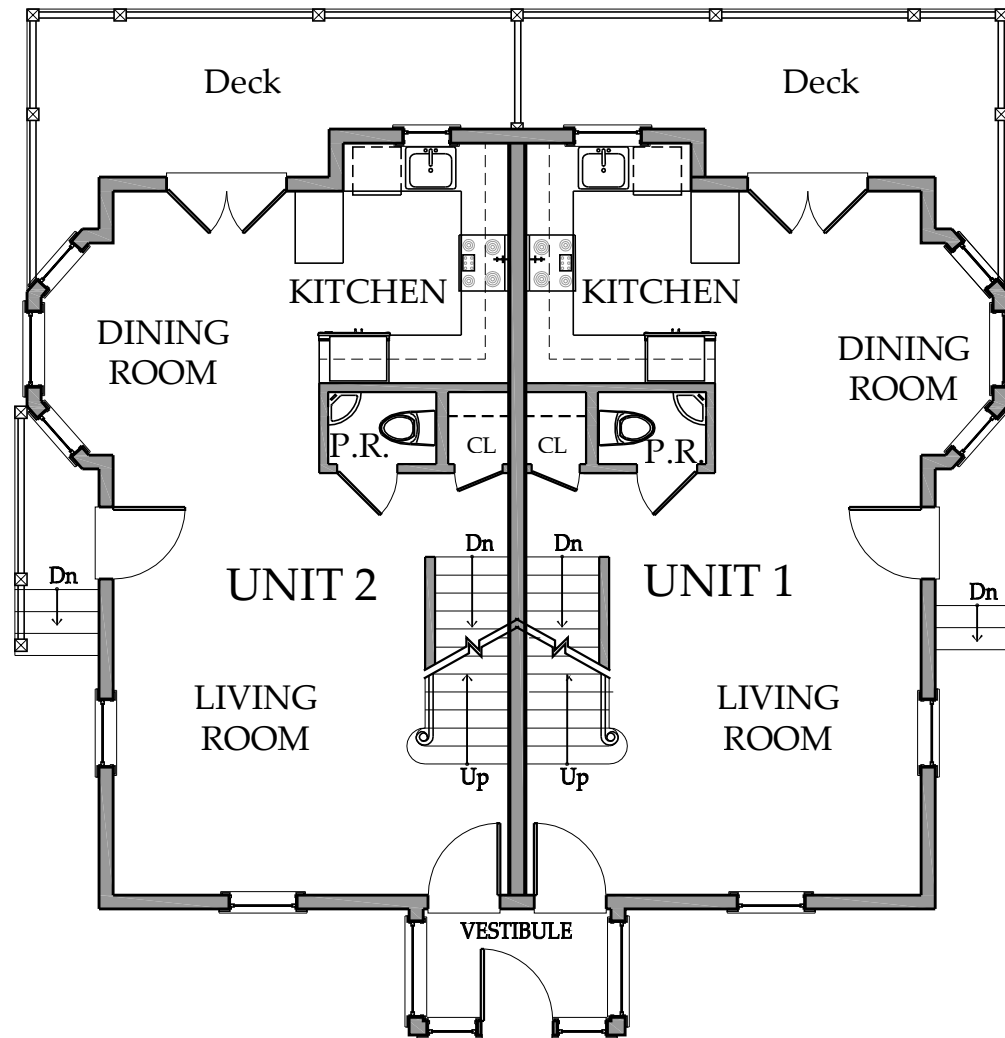 Deck
Deck
KITCHEN
KITCHEN
DINING
ROOM
DINING
ROOM
P.R.
CL
CL
P.R.
Dn
Dn
Dn
UNIT 2
UNIT 1
Dn
LIVING
ROOM
LIVING
ROOM
Up
Up
VESTIBULE